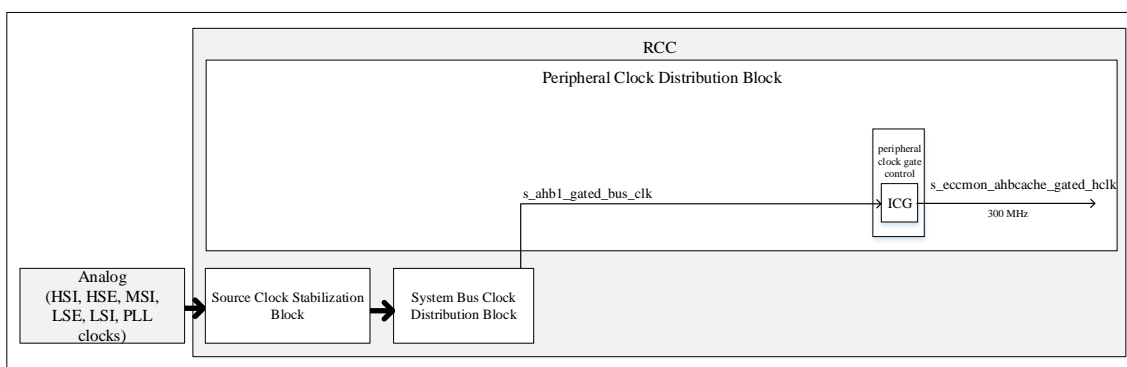 RCC
Peripheral Clock Distribution Block
peripheral
clock gate
control
s_ahb1_gated_bus_clk
ICG
s_eccmon_ahbcache_gated_hclk
300 MHz
Analog
(HSI, HSE, MSI,
LSE, LSI, PLL
clocks)
Source Clock Stabilization
Block
System Bus Clock
Distribution Block